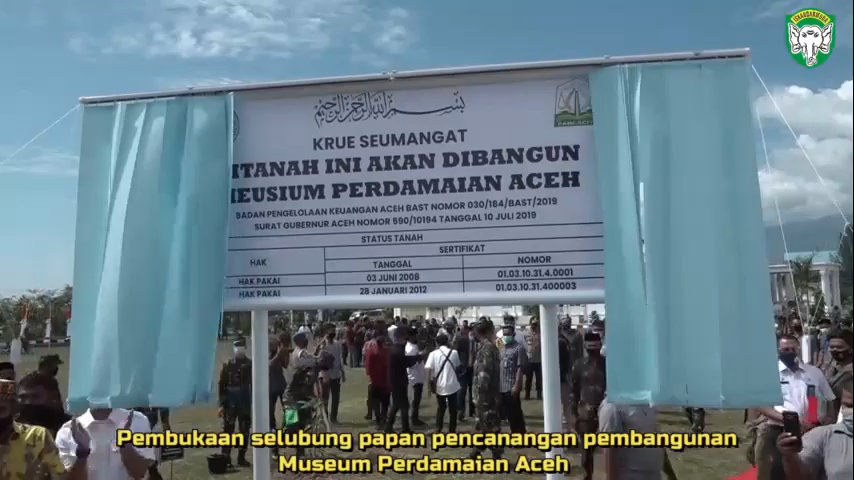 ISKANDARMUDA
بسم الله الرحمن الرحيم
KRUE SEUMANGAT
TANAH INI AKAN DIBANGUN
EUSIUM PERDAMAIAN ACEH
BADAN PENGELOLAAN KEUANGAN ACEH BAST NOMOR 030/184/BAST/2019
SURAT GUBERNUR ACEH NOMOR 590/10194 TANGGAL 10 JULI 2019
STATUS TANAH
HAK SERTIFIKAT
TANGGAL NOMOR
HAK PAKAI 03 JUNI 2008 01.03.10.31.4.0001
HAK PAKAI 28 JANUARI 2012 01.03.10.31.400003
Pembukaan selubung papan pencanangan pembangunan
Museum Perdamaian Aceh